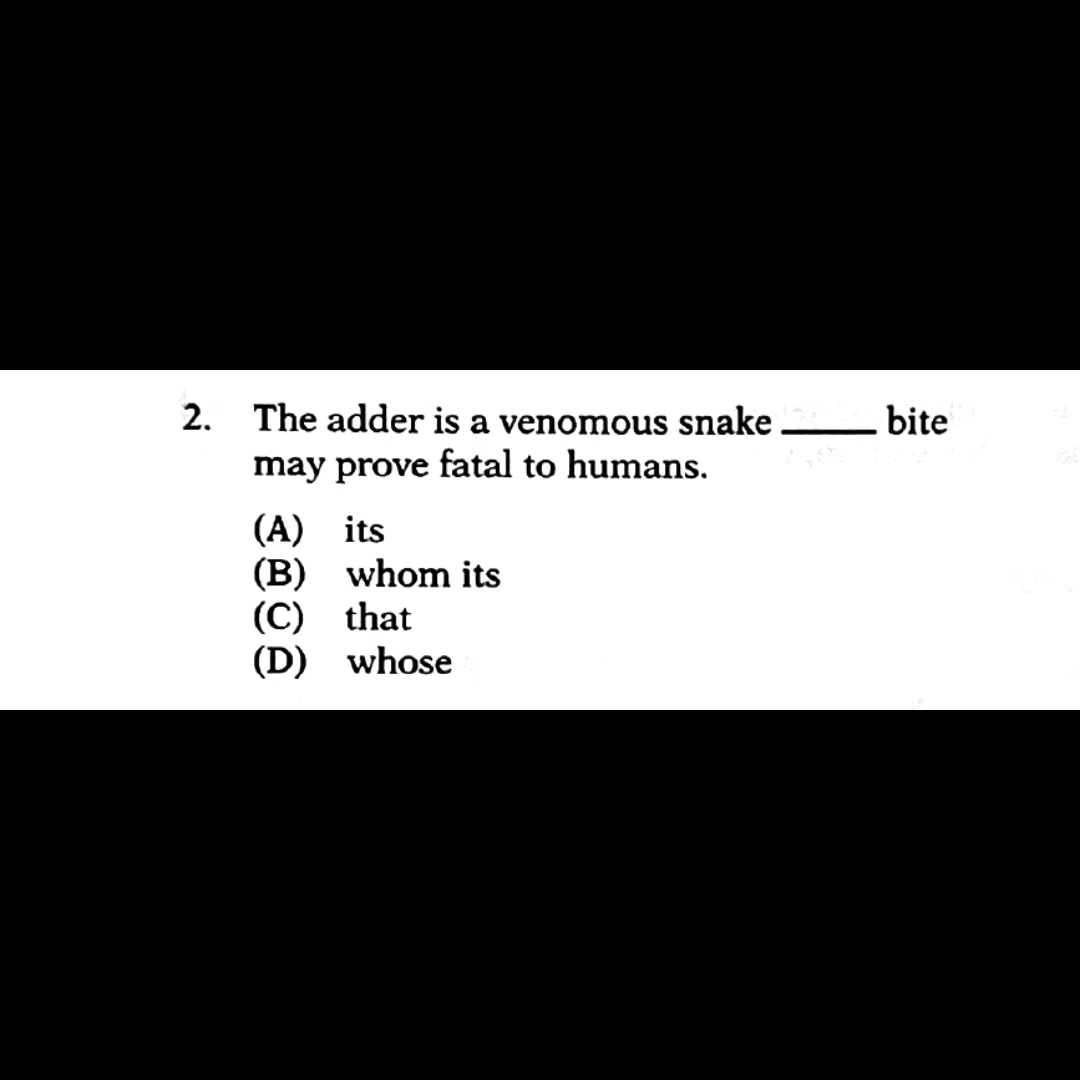 2. The adder is a venomous snake _____ bite
may prove fatal to humans.
(A) its
(B) whom its
(C) that
(D) whose